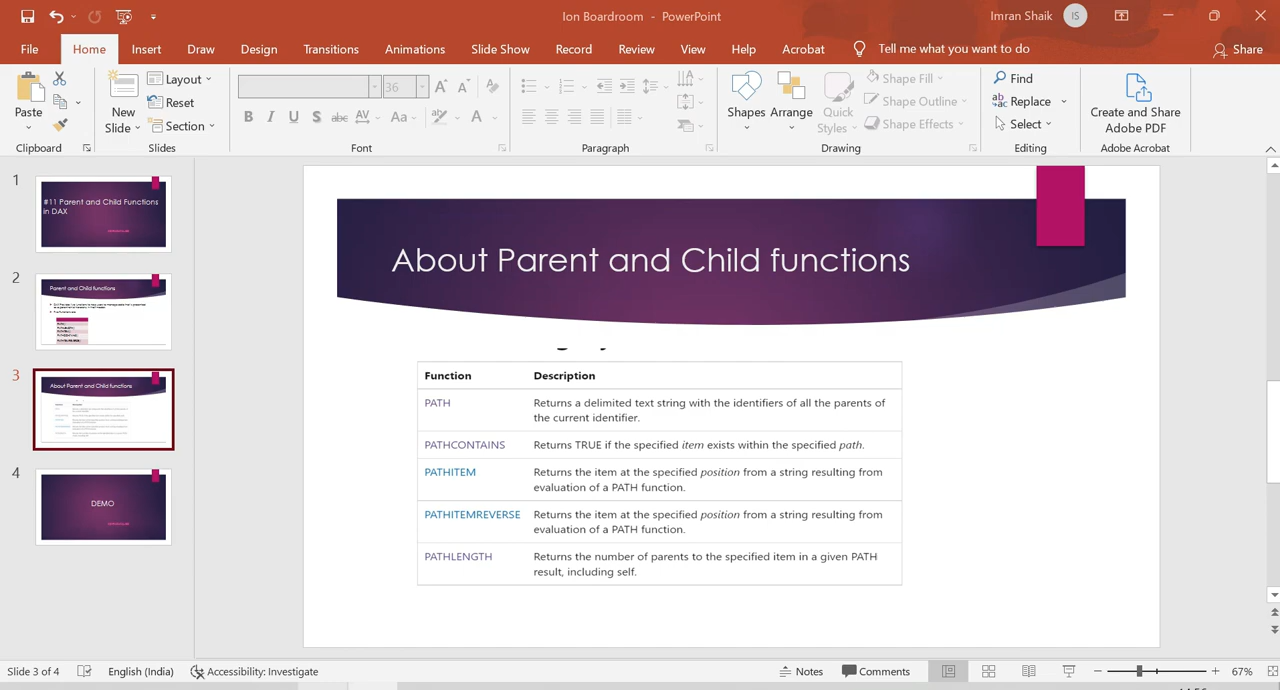 Ion Boardroom - PowerPoint
Imran Shaik
IS
File
Home
Insert
Draw
Design
Transitions
Animations
Slide Show
Record
Review
View
Help
Acrobat
Tell me what you want to do
Share
Paste
Clipboard
New
Slide
Layout
Reset
Section
Slides
36
Font
Paragraph
Shapes
Arrange
Quick
Styles
Shape Fill
Shape Outline
Shape Effects
Drawing
Find
Replace
Select
Editing
Create and Share
Adobe PDF
Adobe Acrobat
1
#11 Parent and Child Functions
in DAX
2
Parent and Child functions
3
About Parent and Child functions
4
DEMO
About Parent and Child functions
Function Description
PATH Returns a delimited text string with the identifiers of all the parents of
the current identifier.
PATHCONTAINS Returns TRUE if the specified item exists within the specified path.
PATHITEM Returns the item at the specified position from a string resulting from
evaluation of a PATH function.
PATHITEMREVERSE Returns the item at the specified position from a string resulting from
evaluation of a PATH function.
PATHLENGTH Returns the number of parents to the specified item in a given PATH
result, including self.
Slide 3 of 4
English (India)
Accessibility: Investigate
Notes
Comments
67%